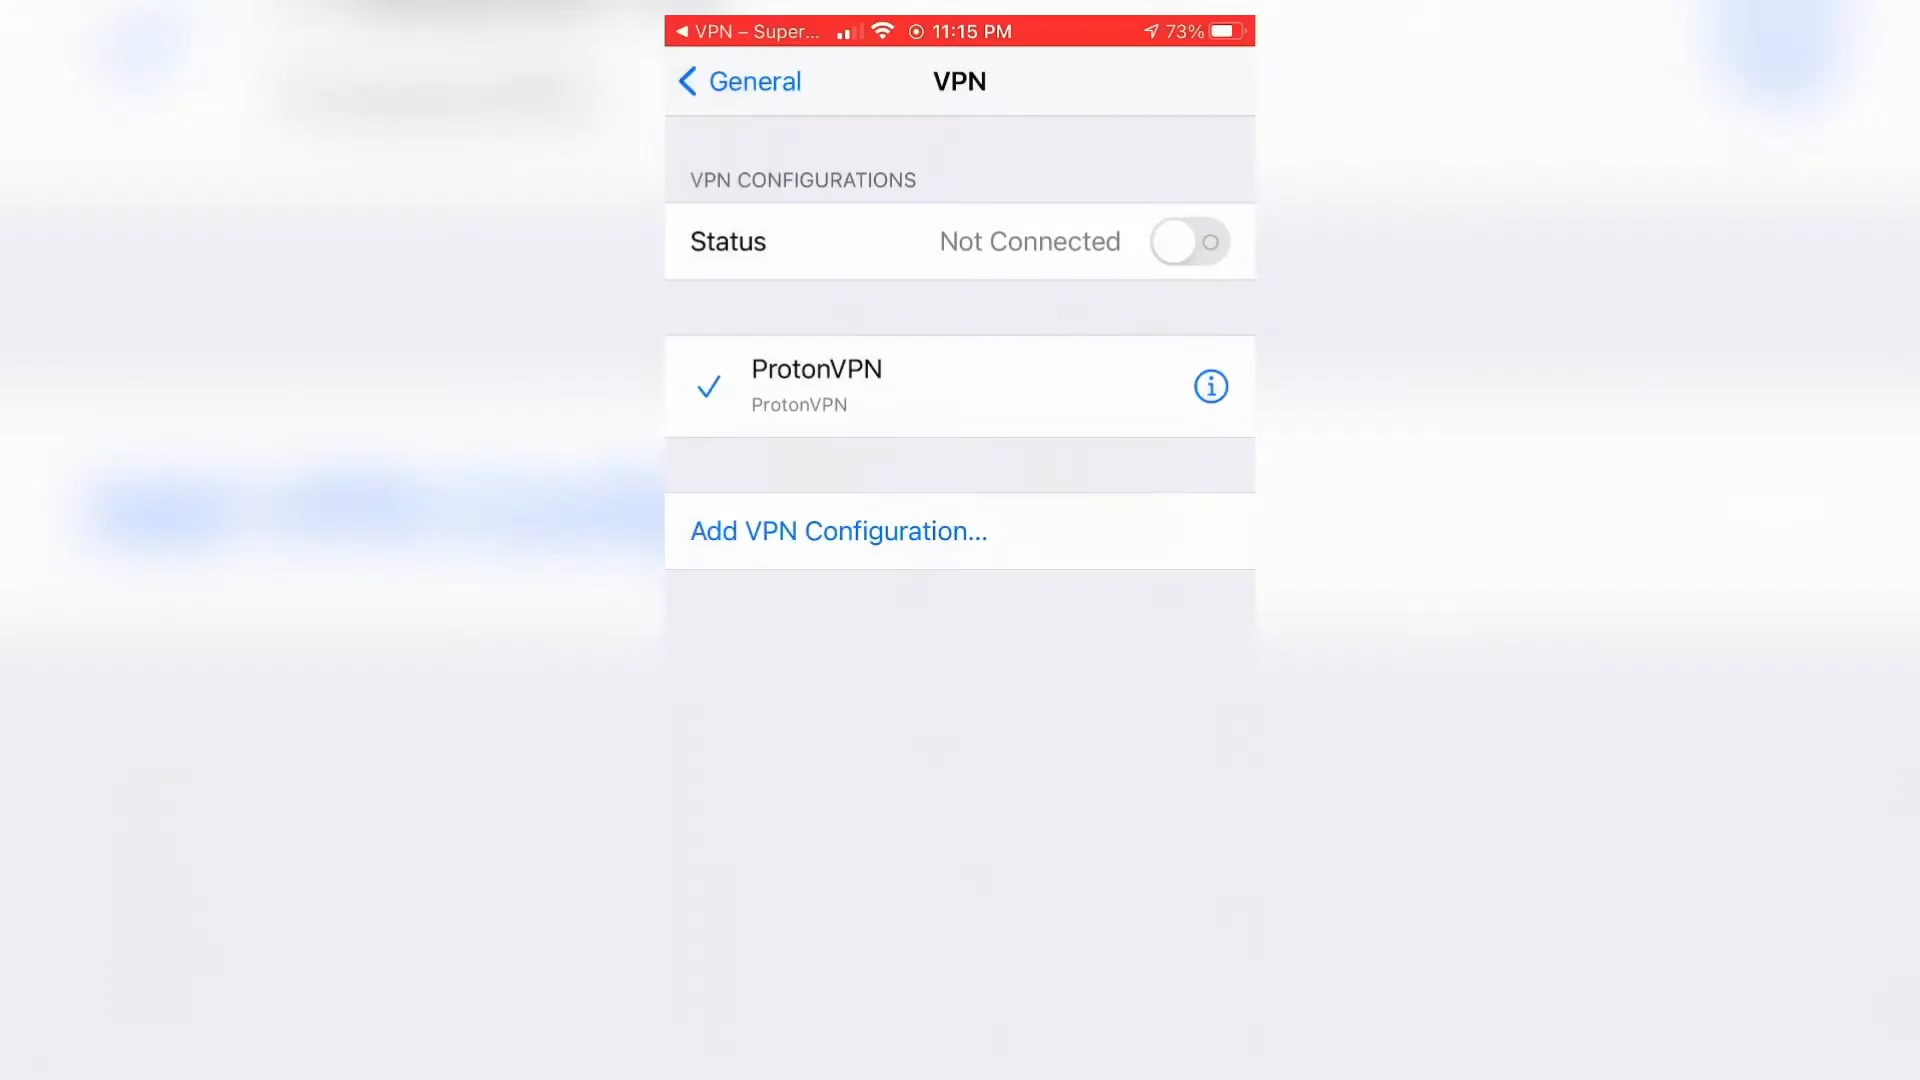 ◀ VPN – Super... 11:15 PM 73%
General VPN
VPN CONFIGURATIONS
Status Not Connected
ProtonVPN
ProtonVPN
Add VPN Configuration...